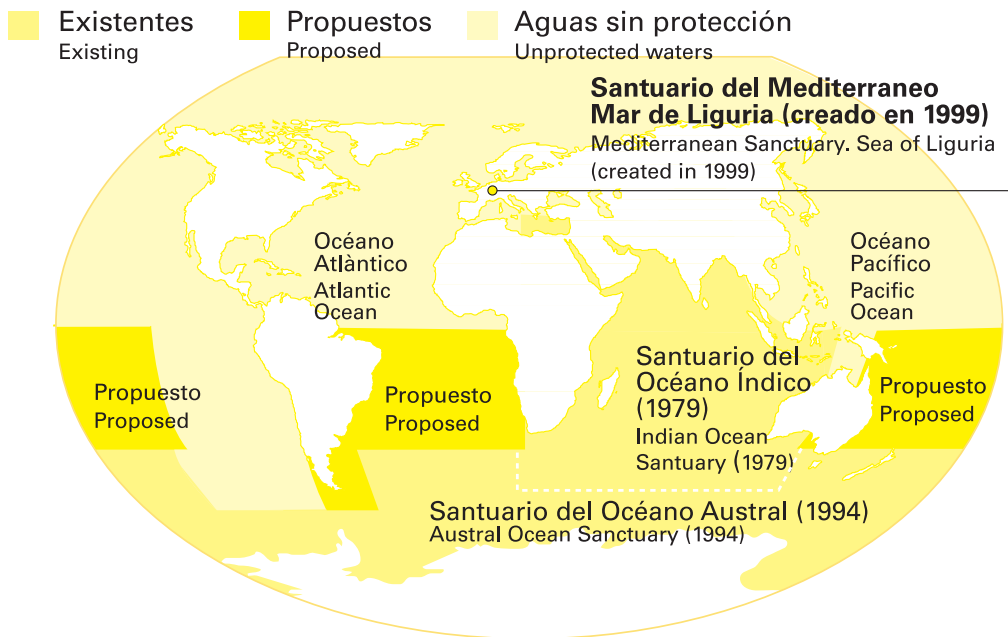 Existentes
Existing
Propuestos
Proposed
Aguas sin protección
Unprotected waters
Santuario del Mediterraneo
Mar de Liguria (creado en 1999)
Mediterranean Sanctuary. Sea of Liguria
(created in 1999)
Océano
Atlàntico
Atlantic
Ocean
Océano
Pacífico
Pacific
Ocean
Propuesto
Proposed
Propuesto
Proposed
Santuario del
Océano Índico
(1979)
Indian Ocean
Santuary (1979)
Propuesto
Proposed
Santuario del Océano Austral (1994)
Austral Ocean Sanctuary (1994)